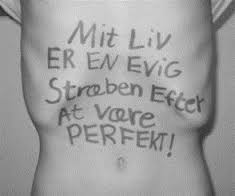 Mit Liv
ER EN EViG
Stræben Efter
At være
PERFEKT!